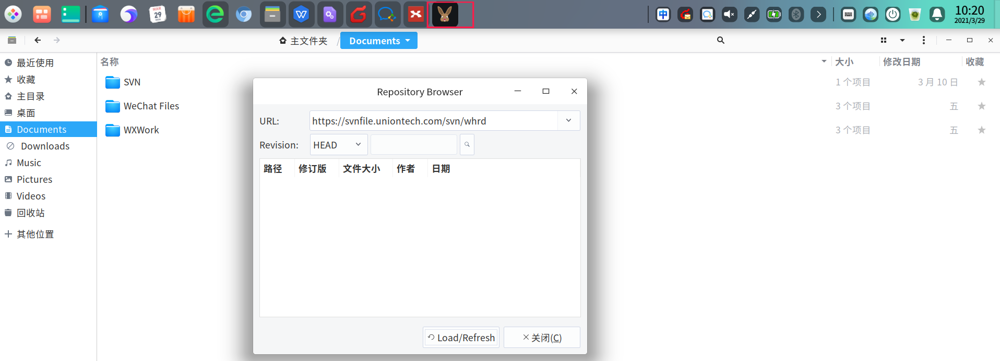 MAR
29
中
10:20
2021/3/29
主文件夹 / Documents
最近使用
收藏
主目录
桌面
Documents
Downloads
Music
Pictures
Videos
回收站
其他位置
名称 大小 修改日期 收藏
SVN 1 个项目 3 月 10 日
WeChat Files 3 个项目 五
WXWork 3 个项目 五
Repository Browser
URL: https://svnfile.uniontech.com/svn/whrd
Revision: HEAD
路径 修订版 文件大小 作者 日期
Load/Refresh 关闭(C)